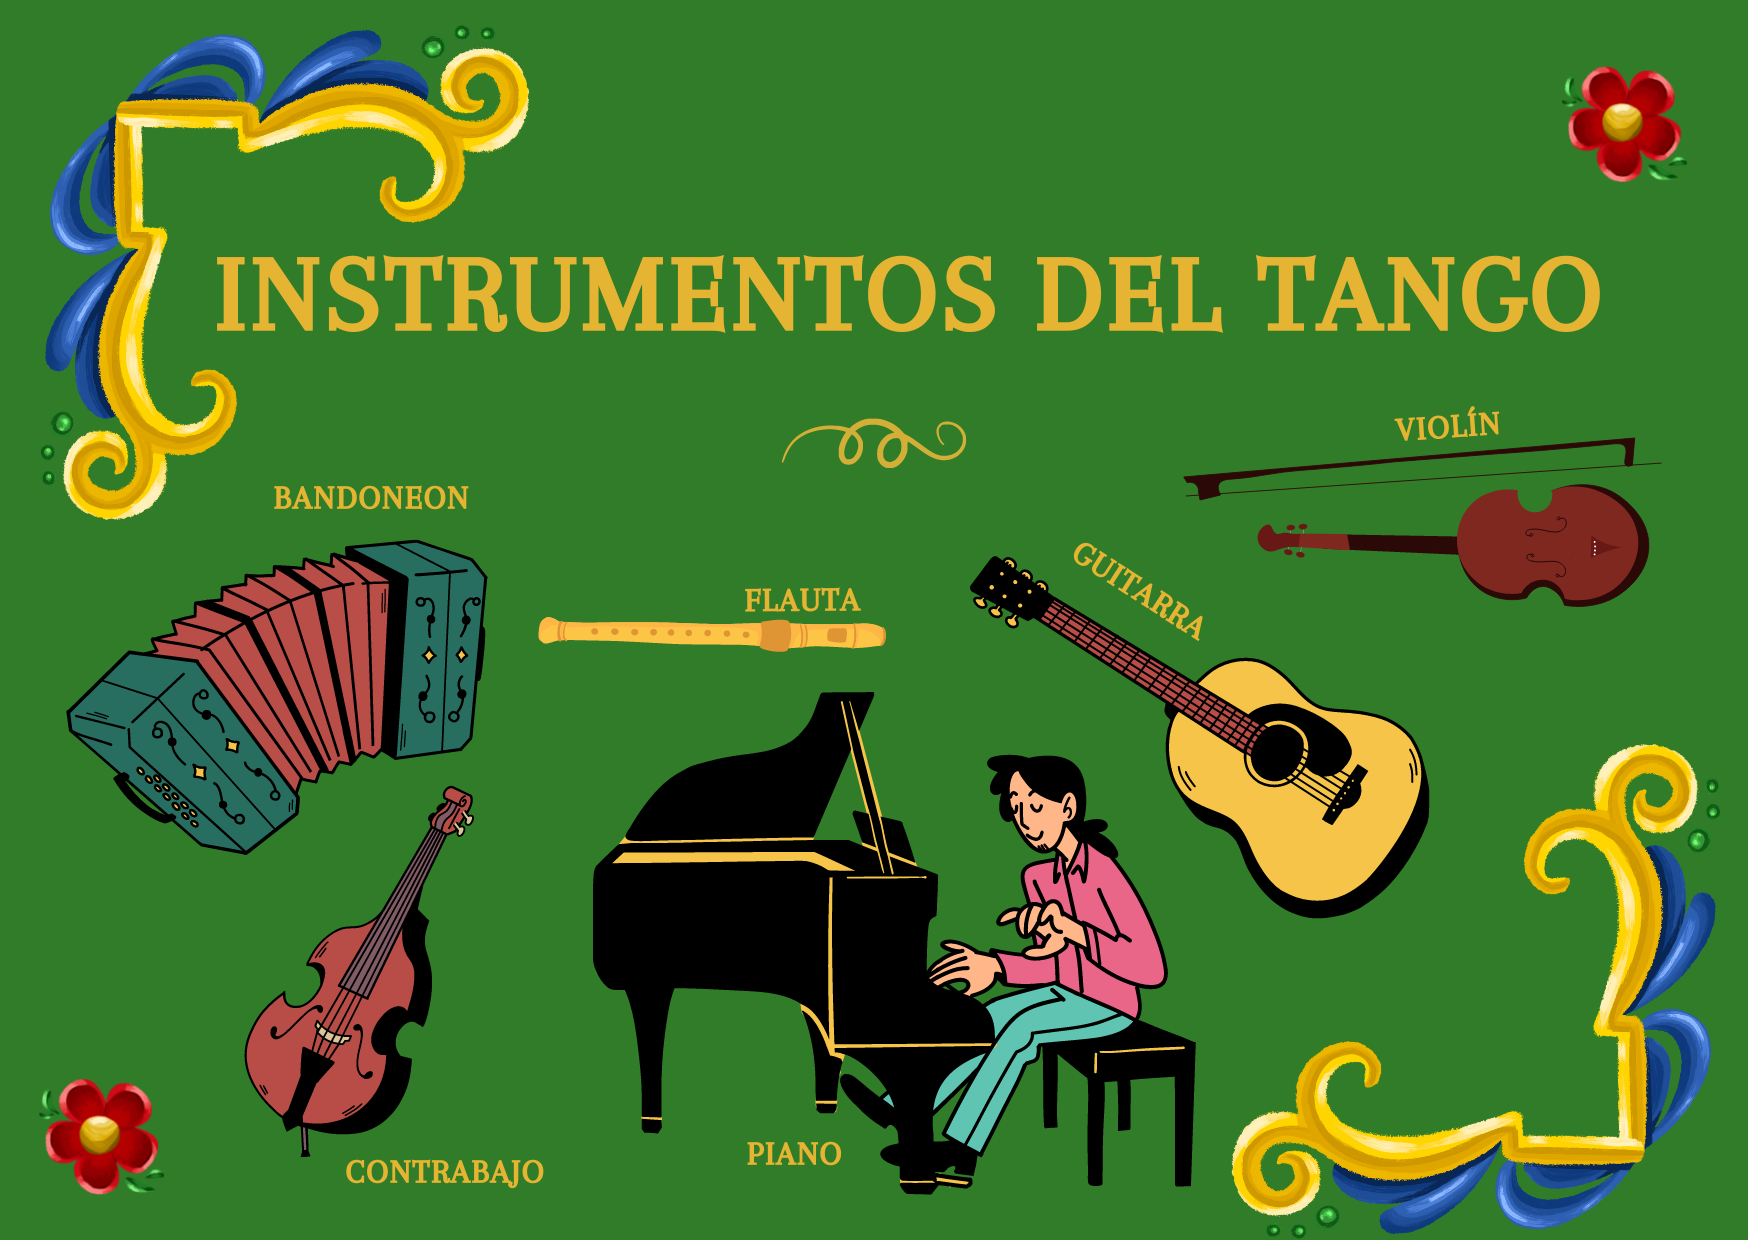 INSTRUMENTOS DEL TANGO
VIOLÍN
BANDONEON
GUITARRA
FLAUTA
PIANO
CONTRABAJO